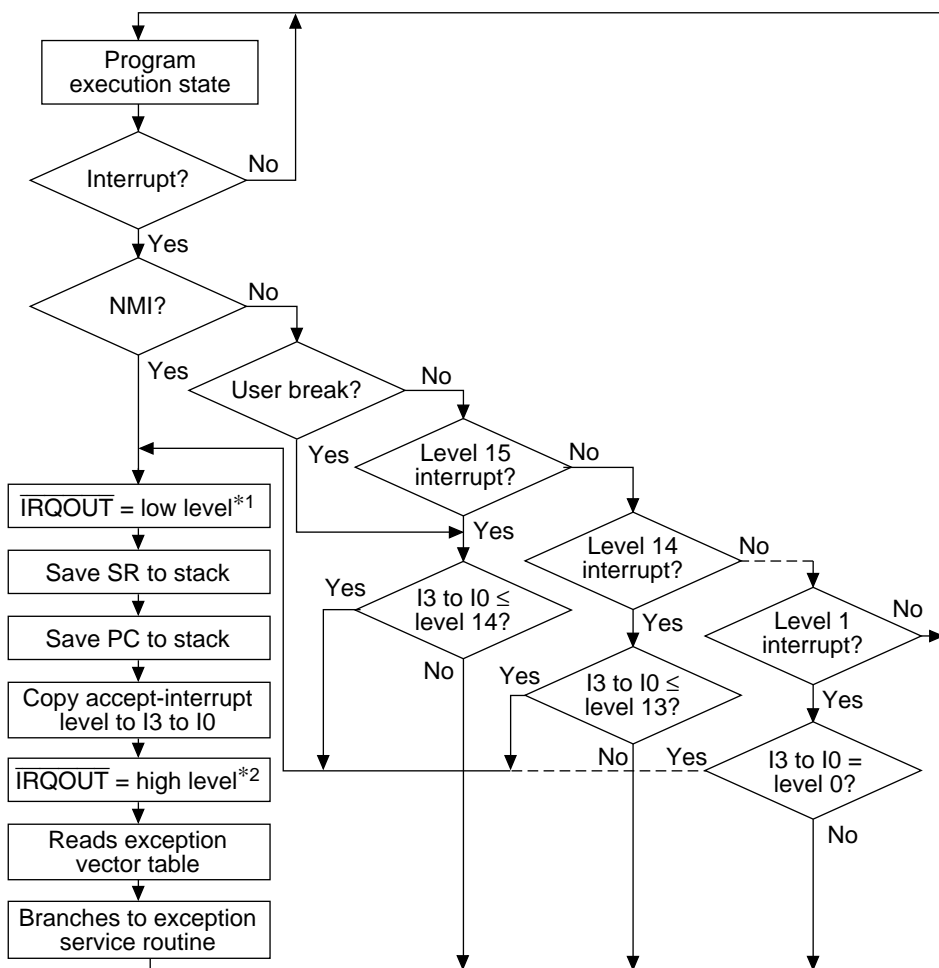 Program
execution state
Interrupt?
No
Yes
NMI?
No
Yes
User break?
No
Yes
Level 15
interrupt?
No
Yes
Level 14
interrupt?
No
Yes
Level 1
interrupt?
No
Yes
I3 to I0 ≤
level 14?
Yes
No
I3 to I0 ≤
level 13?
Yes
No
I3 to I0 =
level 0?
Yes
No
IRQOUT = low level*1
Save SR to stack
Save PC to stack
Copy accept-interrupt
level to I3 to I0
IRQOUT = high level*2
Reads exception
vector table
Branches to exception
service routine